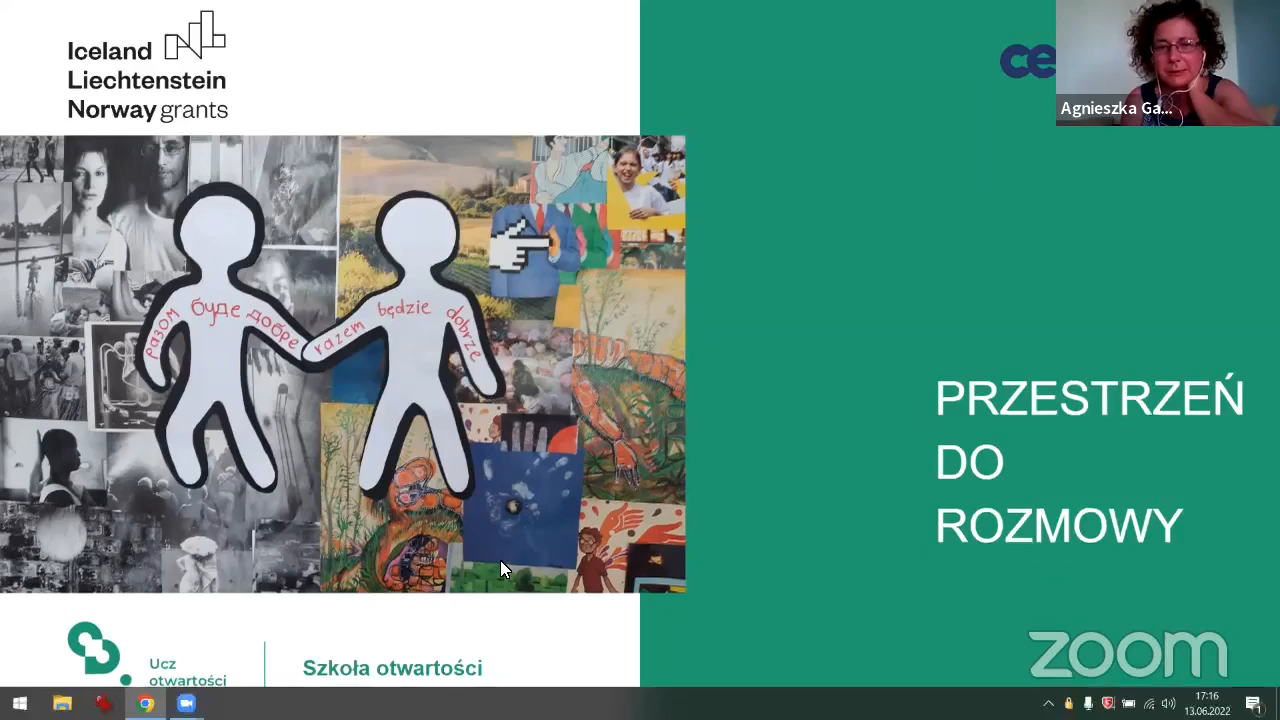 Iceland
Liechtenstein
Norway grants
ce
Agnieszka Ga...
разом буде добре
razem będzie dobrze
PRZESTRZEŃ
DO
ROZMOWY
Ucz
otwartości
Szkoła otwartości
zoom
17:16
13.06.2022
1